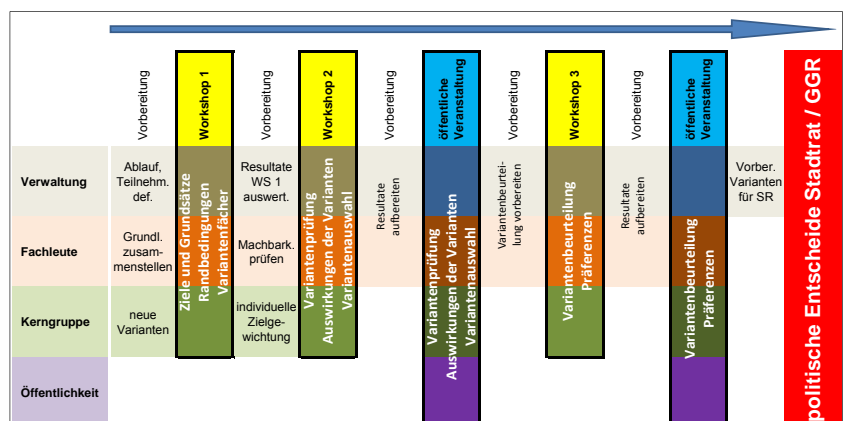 Vorbereitung
Workshop 1
Vorbereitung
Workshop 2
Vorbereitung
öffentliche
Veranstaltung
Vorbereitung
Workshop 3
Vorbereitung
öffentliche
Veranstaltung
politische Entscheide Stadtrat / GGR
Verwaltung
Ablauf,
Teilnehm.
def.
Ziele und Grundsätze
Randbedingungen
Variantenfächer
Resultate
WS 1
auswert.
Variantenprüfung
Auswirkungen der Varianten
Variantenauswahl
Resultate
aufbereiten
Variantenprüfung
Auswirkungen der Varianten
Variantenauswahl
Variantenbeurtei-
lung vorbereiten
Variantenbeurteilung
Präferenzen
Resultate
aufbereiten
Variantenbeurteilung
Präferenzen
Vorber.
Varianten
für SR
Fachleute
Grundl.
zusam-
menstellen
Machbark.
prüfen
Kerngruppe
neue
Varianten
individuelle
Zielge-
wichtung
Öffentlichkeit